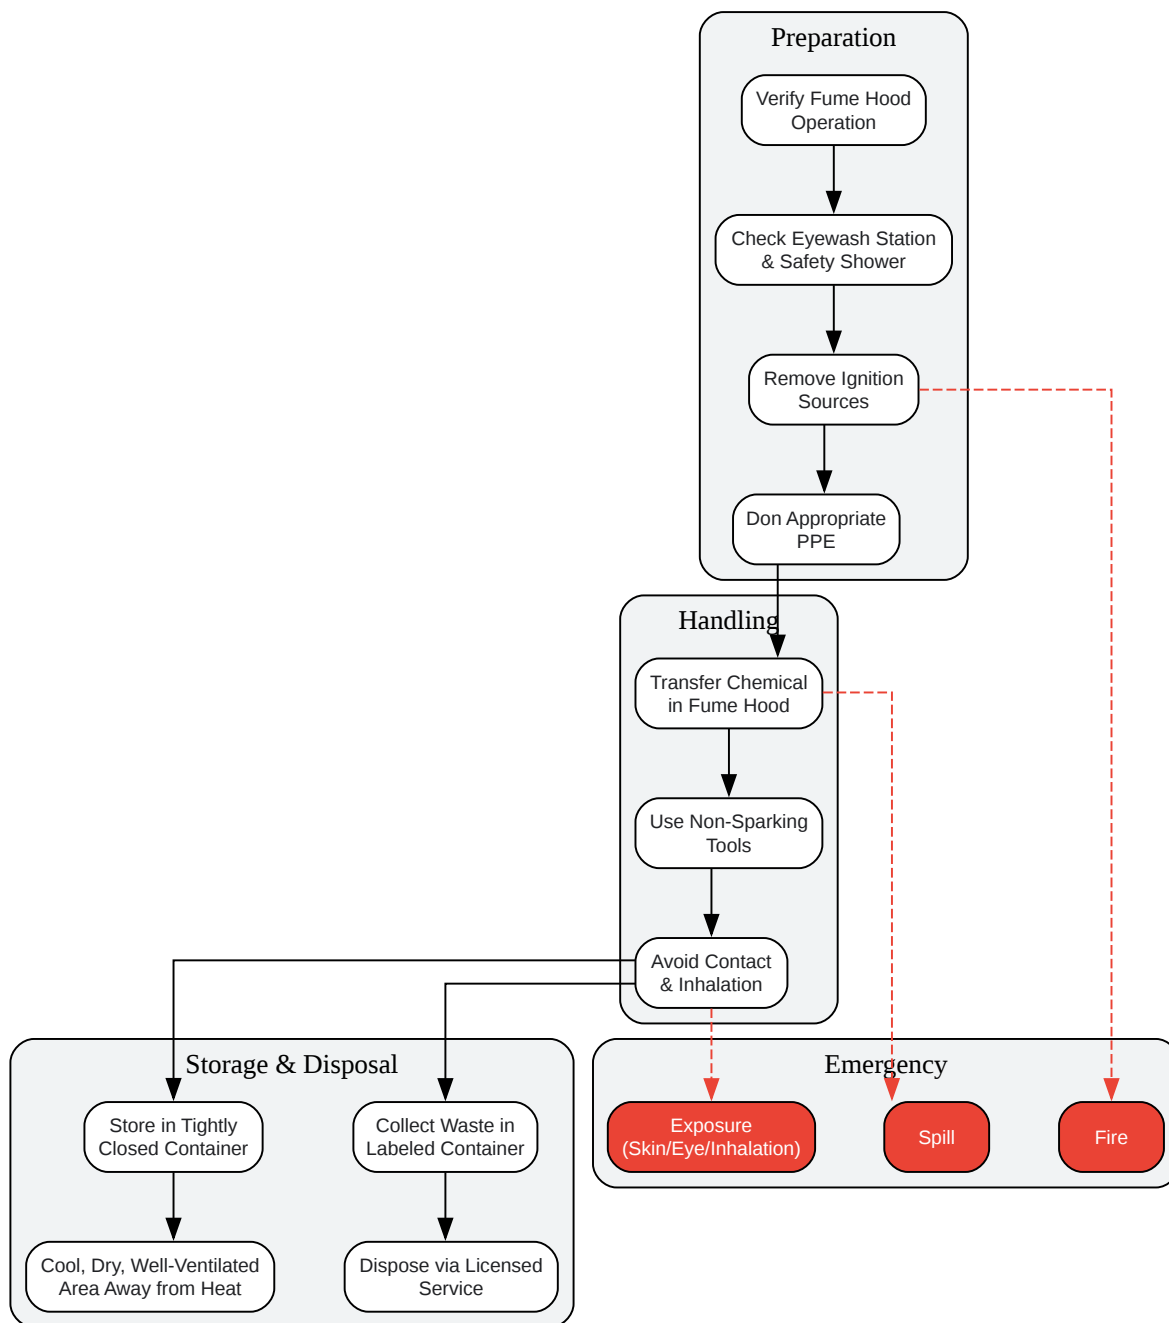 Preparation
Verify Fume Hood
Operation
Check Eyewash Station
& Safety Shower
Remove Ignition
Sources
Don Appropriate
PPE
Handling
Transfer Chemical
in Fume Hood
Use Non-Sparking
Tools
Avoid Contact
& Inhalation
Storage & Disposal
Store in Tightly
Closed Container
Collect Waste in
Labeled Container
Cool, Dry, Well-Ventilated
Area Away from Heat
Dispose via Licensed
Service
Emergency
Exposure
(Skin/Eye/Inhalation)
Spill
Fire